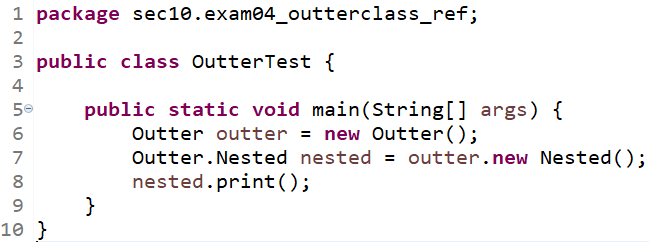 1 package sec10.exam04_outterclass_ref;
2
3 public class OutterTest {
4
5 public static void main(String[] args) {
6 Outter outter = new Outter();
7 Outter.Nested nested = outter.new Nested();
8 nested.print();
9 }
10 }